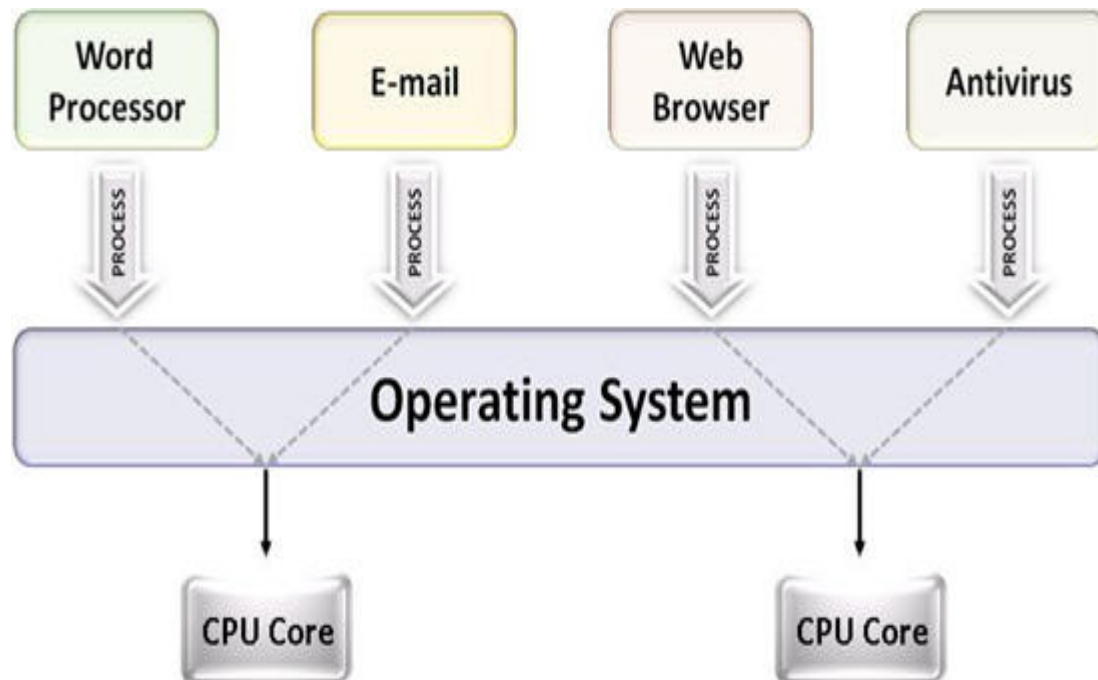 Word
Processor
E-mail
Web
Browser
Antivirus
PROCESS
PROCESS
PROCESS
PROCESS
Operating System
CPU Core
CPU Core